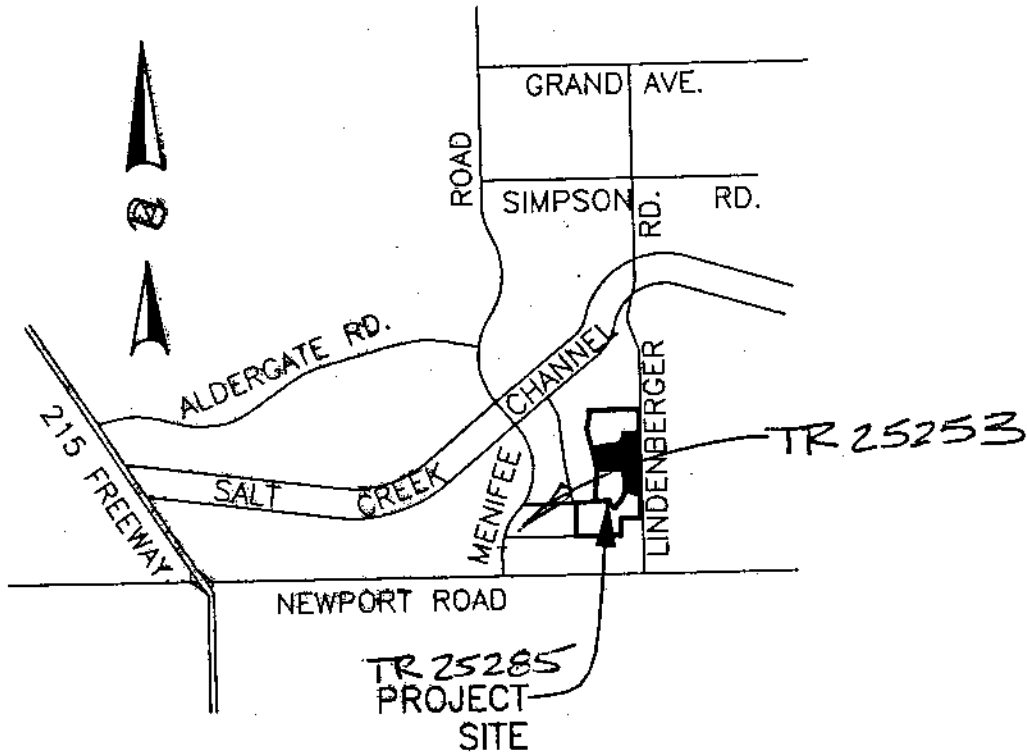 GRAND AVE.
ROAD
SIMPSON RD.
RD.
ALDERGATE RD.
CHANNEL
LINDENBERGER
215 FREEWAY.
TR 25253
SALT
CREEK
MENIFEE
NEWPORT ROAD
TR 25285
PROJECT
SITE